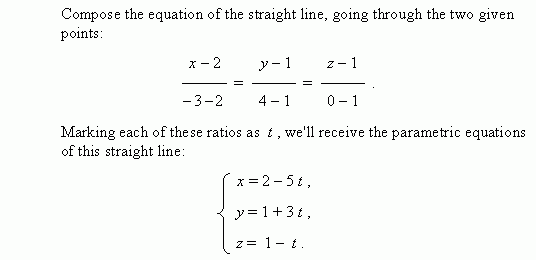 Compose the equation of the straight line, going through the two given
points:
x – 2 y – 1 z – 1
= = .
– 3 – 2 4 – 1 0 – 1
Marking each of these ratios as t , we'll receive the parametric equations
of this straight line:
x = 2 – 5 t ,
y = 1 + 3 t ,
z = 1 – t .